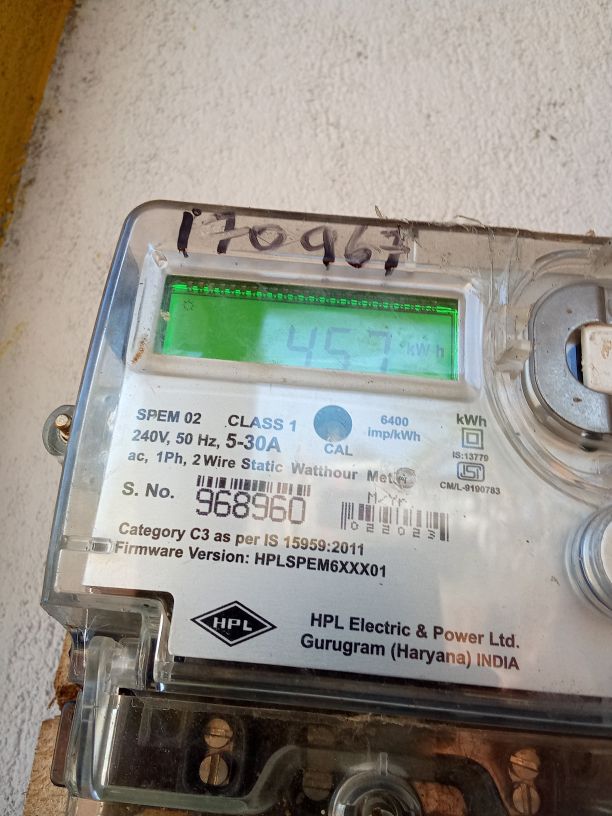 170967
457 kWh
SPEM 02 CLASS 1 6400 imp/kWh kWh
240V, 50 Hz, 5-30A CAL IS:13779
ac, 1Ph, 2 Wire Static Watthour Met
CM/L-9190783
M/Yr.
S. No. 968960 022023
Category C3 as per IS 15959:2011
Firmware Version: HPLSPEM6XXX01
HPL
HPL Electric & Power Ltd.
Gurugram (Haryana) INDIA